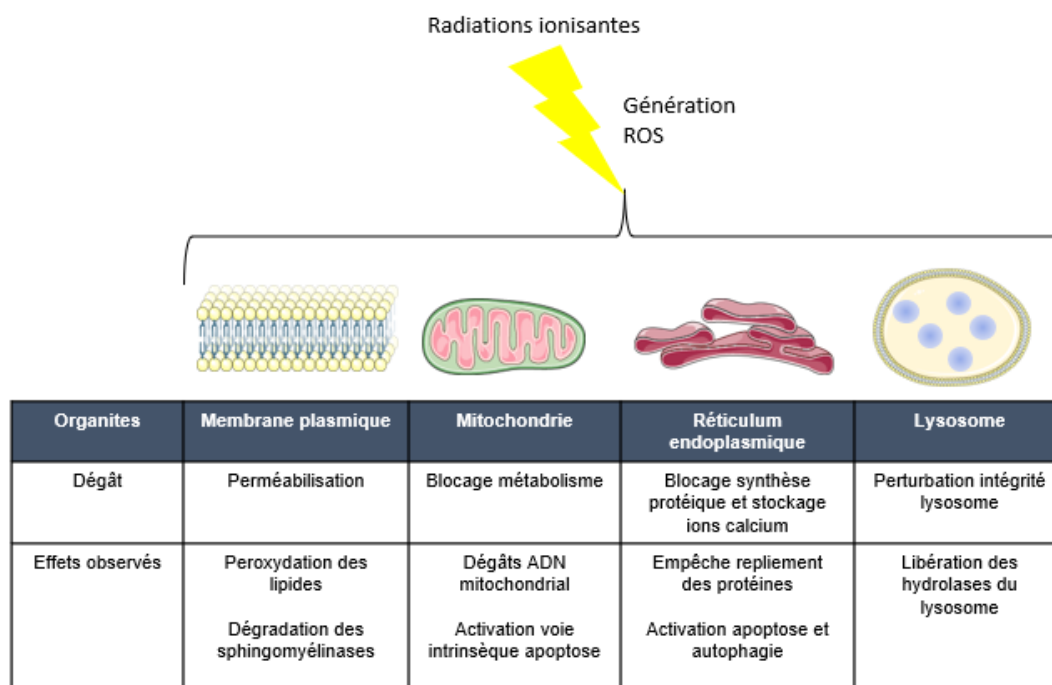 Radiations ionisantes
Génération
ROS
Organites
Membrane plasmique
Mitochondrie
Réticulum
endoplasmique
Lysosome
Dégât
Perméabilisation
Blocage métabolisme
Blocage synthèse
protéique et stockage
ions calcium
Perturbation intégrité
lysosome
Effets observés
Peroxydation des
lipides
Dégradation des
sphingomyélinases
Dégâts ADN
mitochondrial
Activation voie
intrinsèque apoptose
Empêche repliement
des protéines
Activation apoptose et
autophagie
Libération des
hydrolases du
lysosome